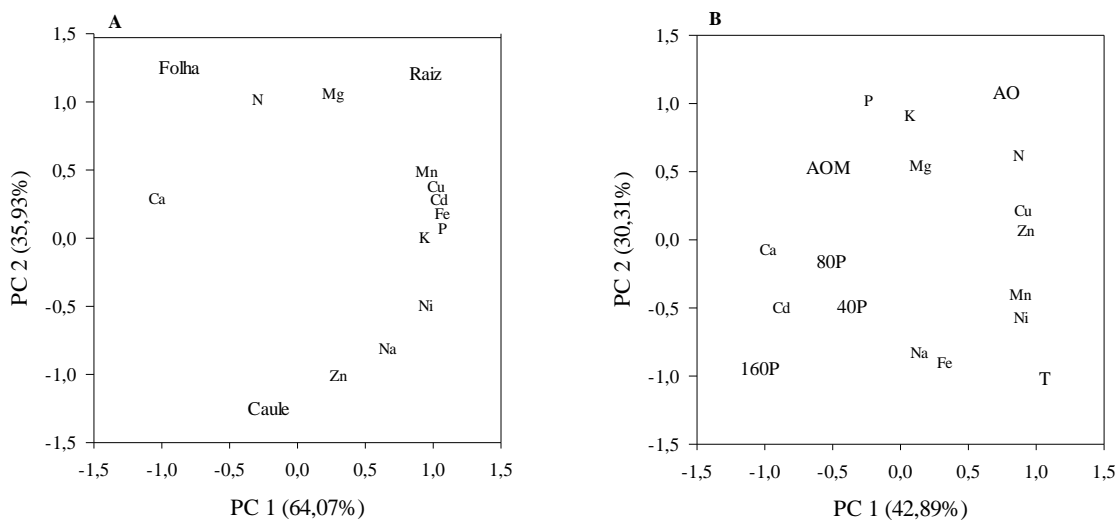 A
1,5
Folha
Raiz
N
Mg
1,0
Mn
0,5
Cu
Cd
Ca
Fe
P
0,0
K
Ni
-0,5
Na
Zn
-1,0
Caule
-1,5
-1,5 -1,0 -0,5 0,0 0,5 1,0 1,5
PC 1 (64,07%)
PC 2 (35,93%)
B
1,5
AO
P
1,0
K
N
AOM
Mg
0,5
Cu
Zn
0,0
Ca
80P
Mn
Cd
40P
-0,5
Ni
Na
Fe
160P
T
-1,0
-1,5
-1,5 -1,0 -0,5 0,0 0,5 1,0 1,5
PC 1 (42,89%)
PC 2 (30,31%)